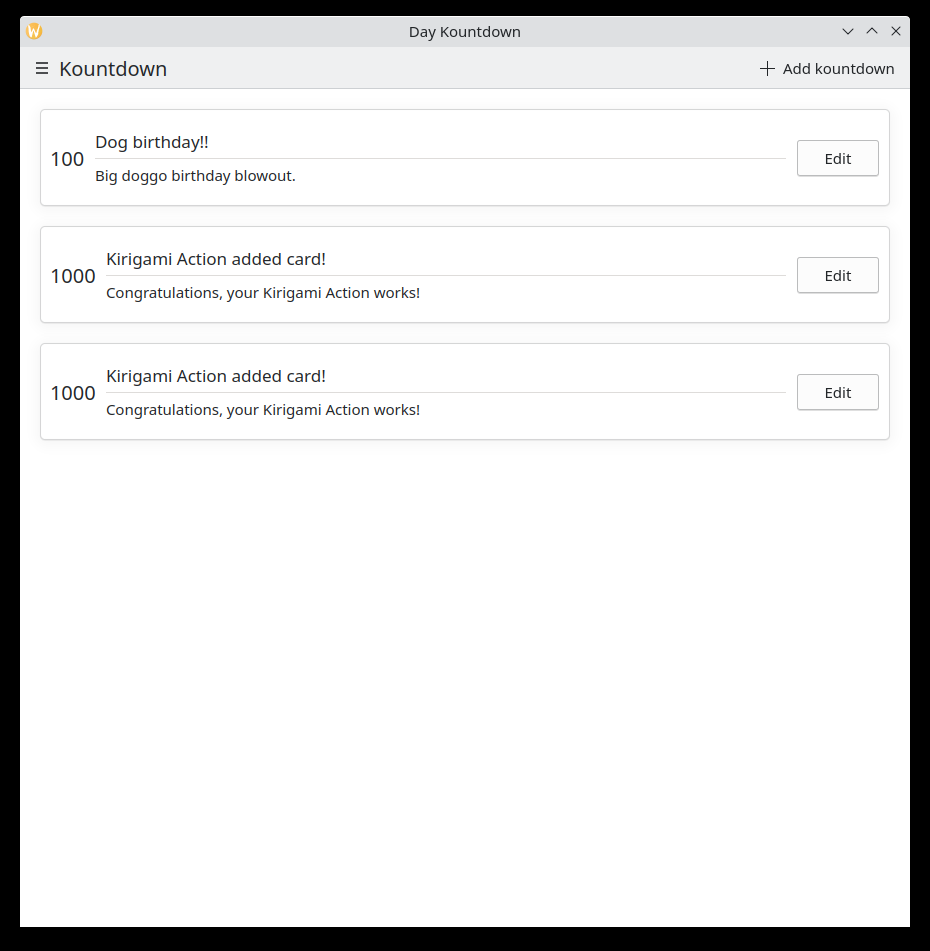 Day Kountdown
Kountdown
Add kountdown
100
Dog birthday!!
Big doggo birthday blowout.
Edit
1000
Kirigami Action added card!
Congratulations, your Kirigami Action works!
Edit
1000
Kirigami Action added card!
Congratulations, your Kirigami Action works!
Edit